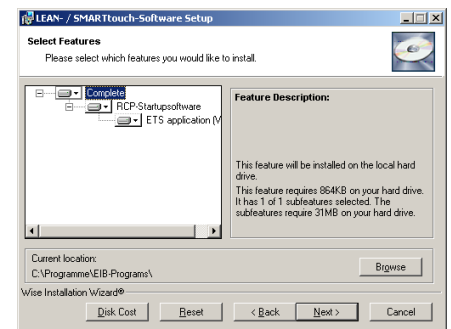 LEAN- / SMARTtouch-Software Setup
Select Features
Please select which features you would like to install.
Complete
RCP-Startupsoftware
ETS application (V
Feature Description:
This feature will be installed on the local hard
drive.
This feature requires 864KB on your hard drive.
It has 1 of 1 subfeatures selected. The
subfeatures require 31MB on your hard drive.
Current location:
C:\Programme\EIB-Programs\
Browse
Wise Installation Wizard®
Disk Cost
Reset
< Back
Next >
Cancel